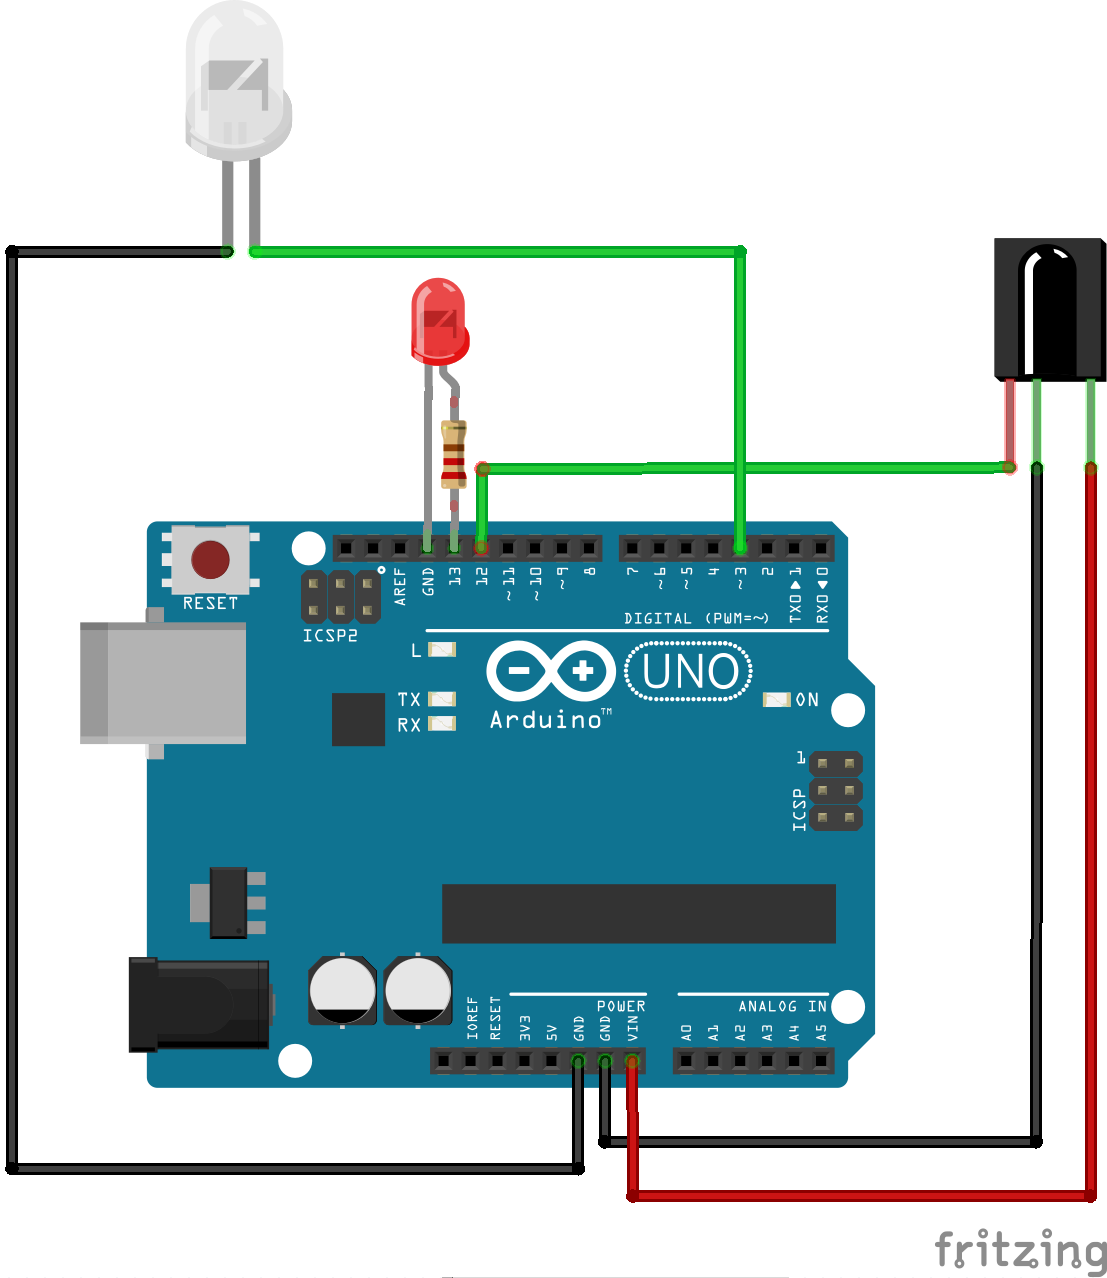 RESET
ICSP2
AREF
GND
13
12
~11
~10
~9
8
7
~6
~5
4
~3
2
TX0▶1
RX0◀0
DIGITAL (PWM=~)
L
TX
RX
UNO
Arduino™
ON
1
ICSP
IOREF
RESET
3V3
5V
GND
GND
VIN
POWER
ANALOG IN
A0
A1
A2
A3
A4
A5
fritzing